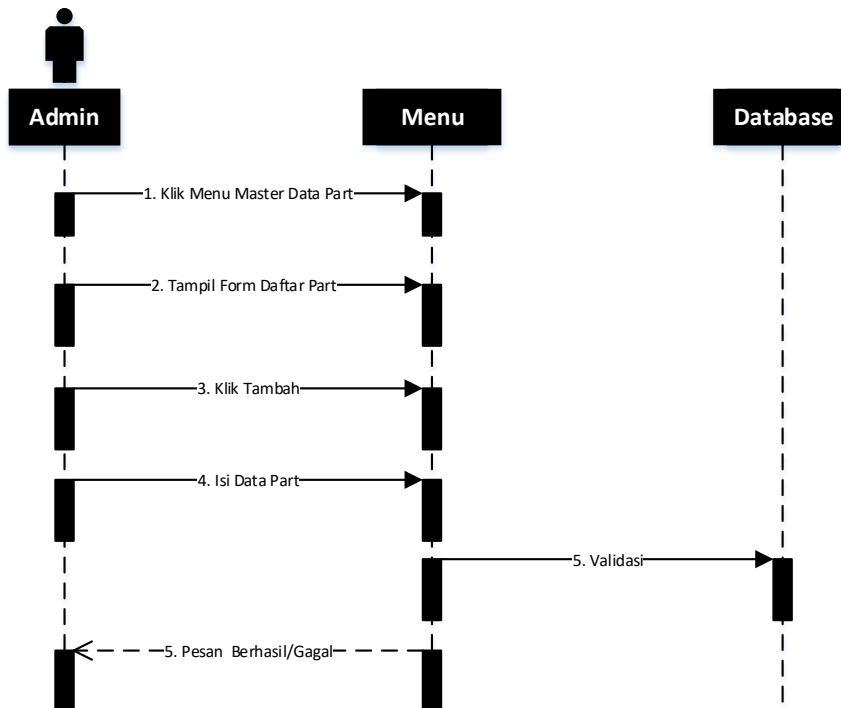 Admin
Menu
Database
1. Klik Menu Master Data Part
2. Tampil Form Daftar Part
3. Klik Tambah
4. Isi Data Part
5. Validasi
5. Pesan  Berhasil/Gagal